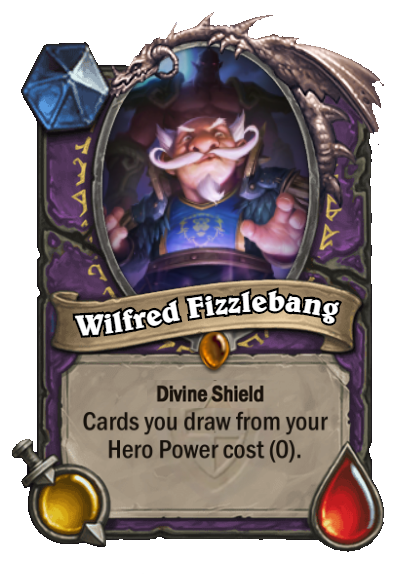 Wilfred Fizzlebang
Divine Shield
Cards you draw from your
Hero Power cost (0).